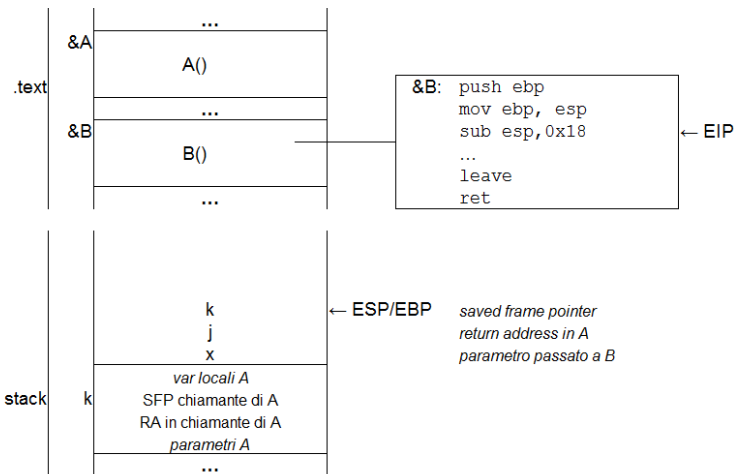 ...
&A
A()
.text
...
&B
B()
...
&B: push ebp
mov ebp, esp
sub esp,0x18
← EIP
...
leave
ret
k
← ESP/EBP
saved frame pointer
j
return address in A
x
parametro passato a B
var locali A
stack
k
SFP chiamante di A
RA in chiamante di A
parametri A
...